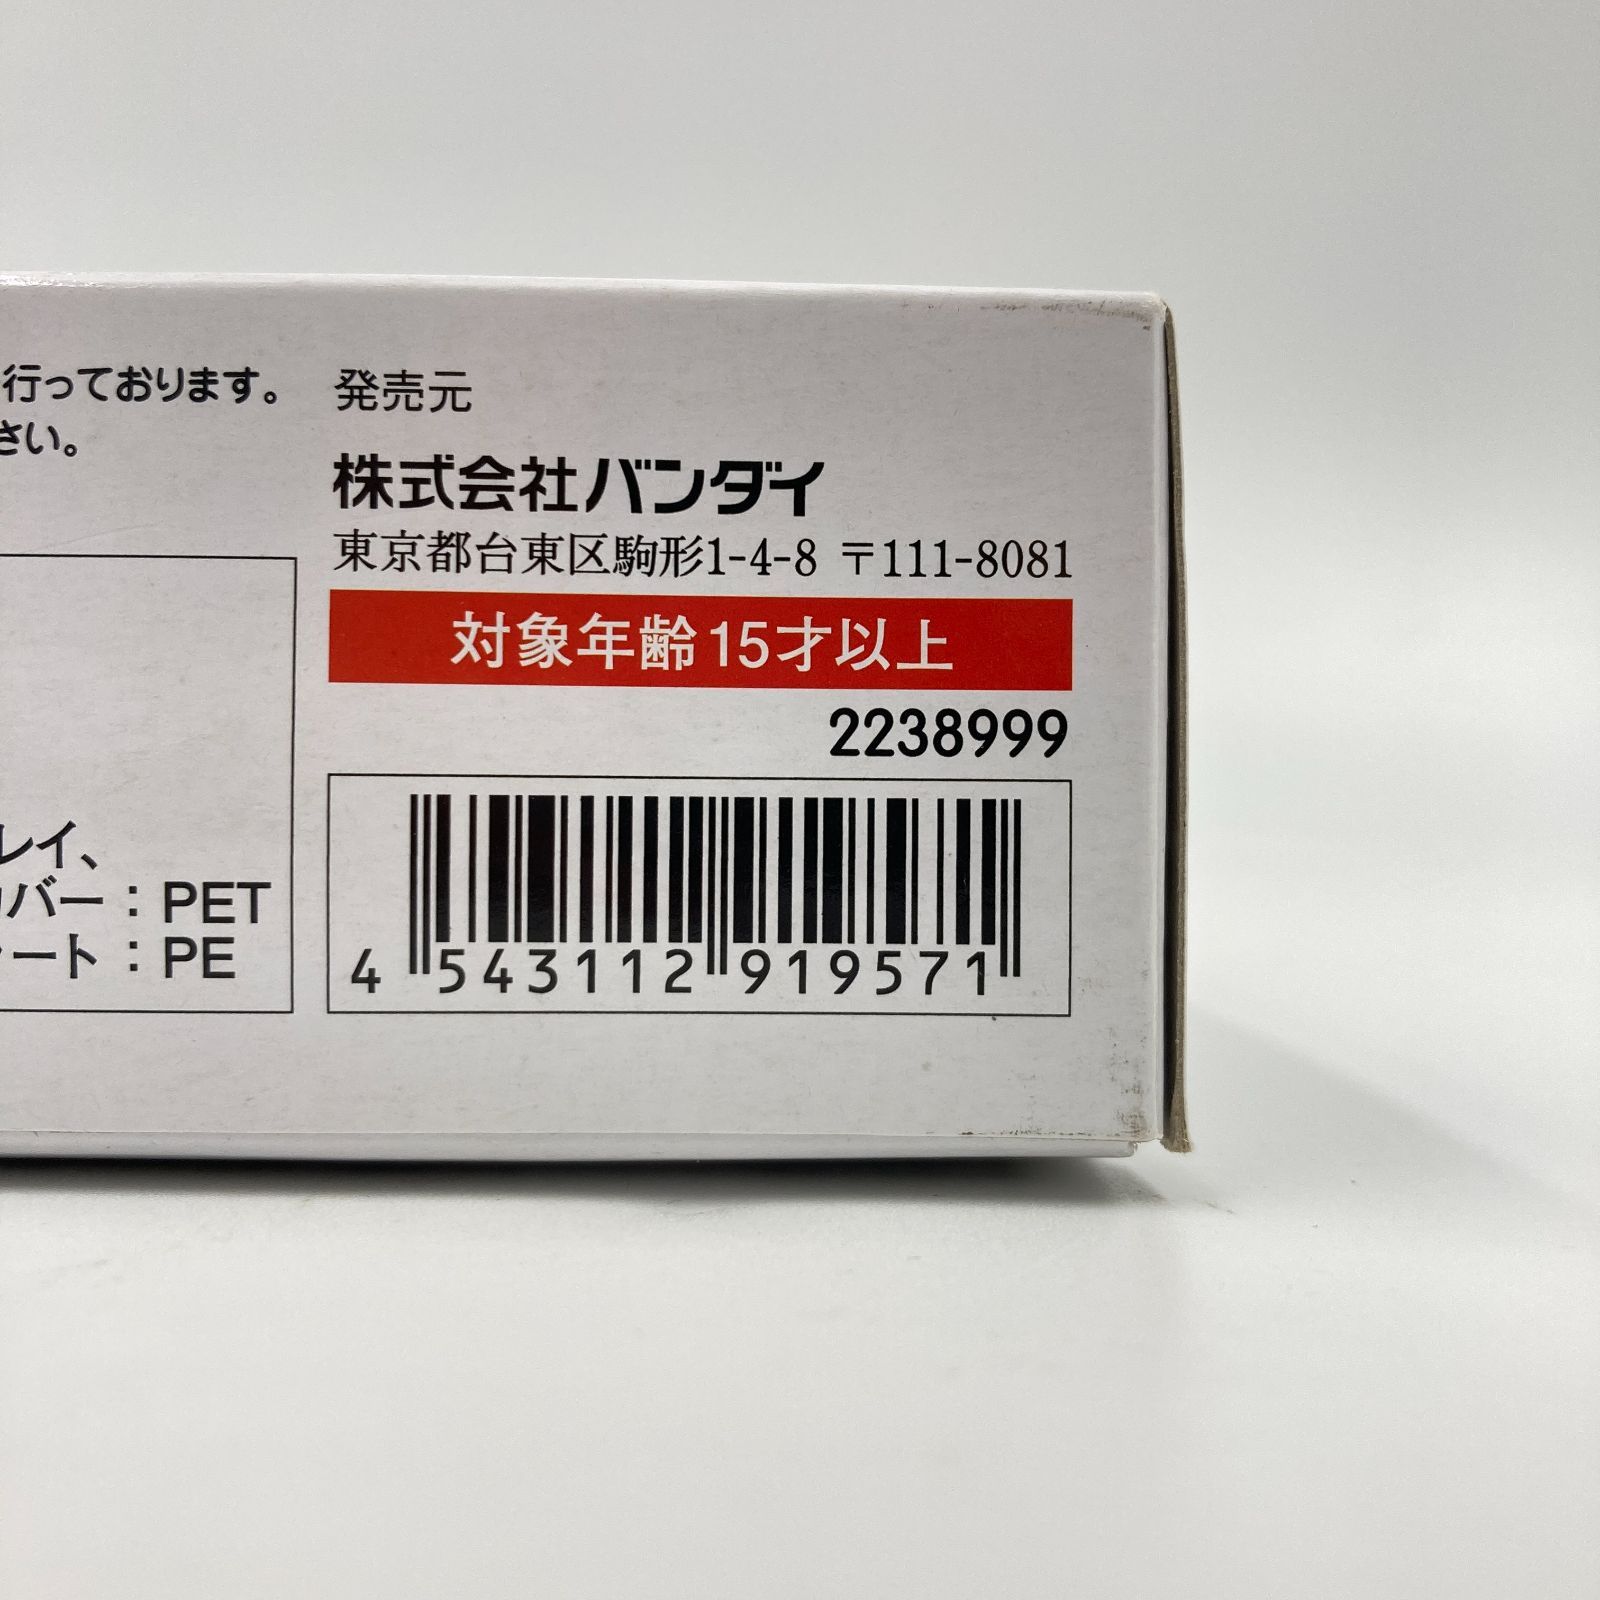 行っております。
さい。
レイ、
バー：PET
ート：PE
発売元
株式会社バンダイ
東京都台東区駒形1-4-8 〒111-8081
対象年齢15才以上
2238999
4 543112 919571